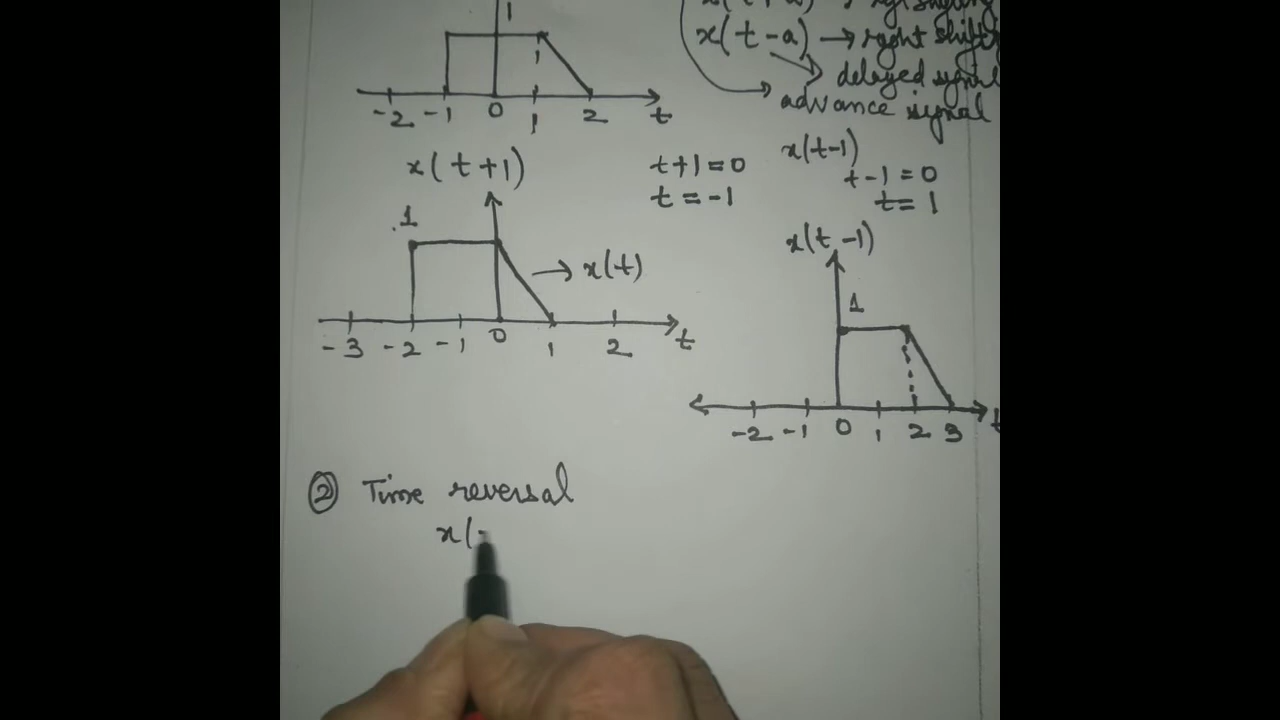 1
x(t-a) → right shift
1
→ delayed signal
-2 -1 0 1 2 t
advance signal
x(t+1)
t+1=0
t=-1
x(t-1)
t-1=0
t=1
1
→ x(t)
-3 -2 -1 0 1 2 t
x(t-1)
1
-2 -1 0 1 2 3 t
② Time reversal
x(-